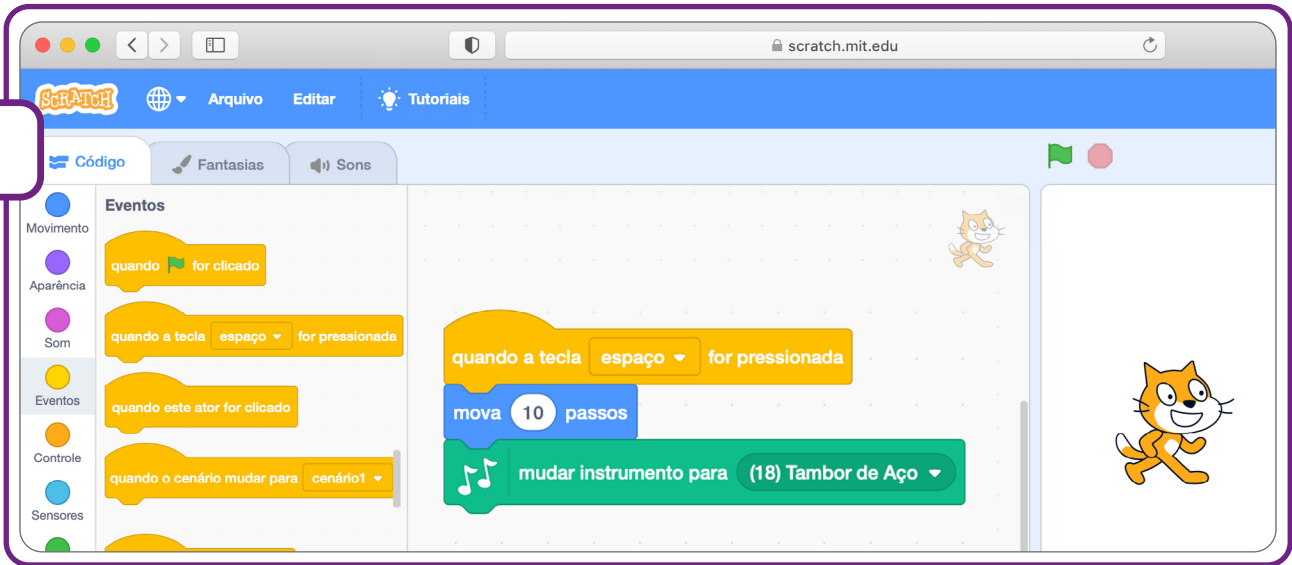 scratch.mit.edu
SCRATCH Arquivo Editar Tutoriais
Código Fantasias Sons
Movimento
Aparência
Som
Eventos
Controle
Sensores
Eventos
quando for clicado
quando a tecla espaço for pressionada
quando este ator for clicado
quando o cenário mudar para cenário1
quando a tecla espaço for pressionada
mova 10 passos
mudar instrumento para (18) Tambor de Aço